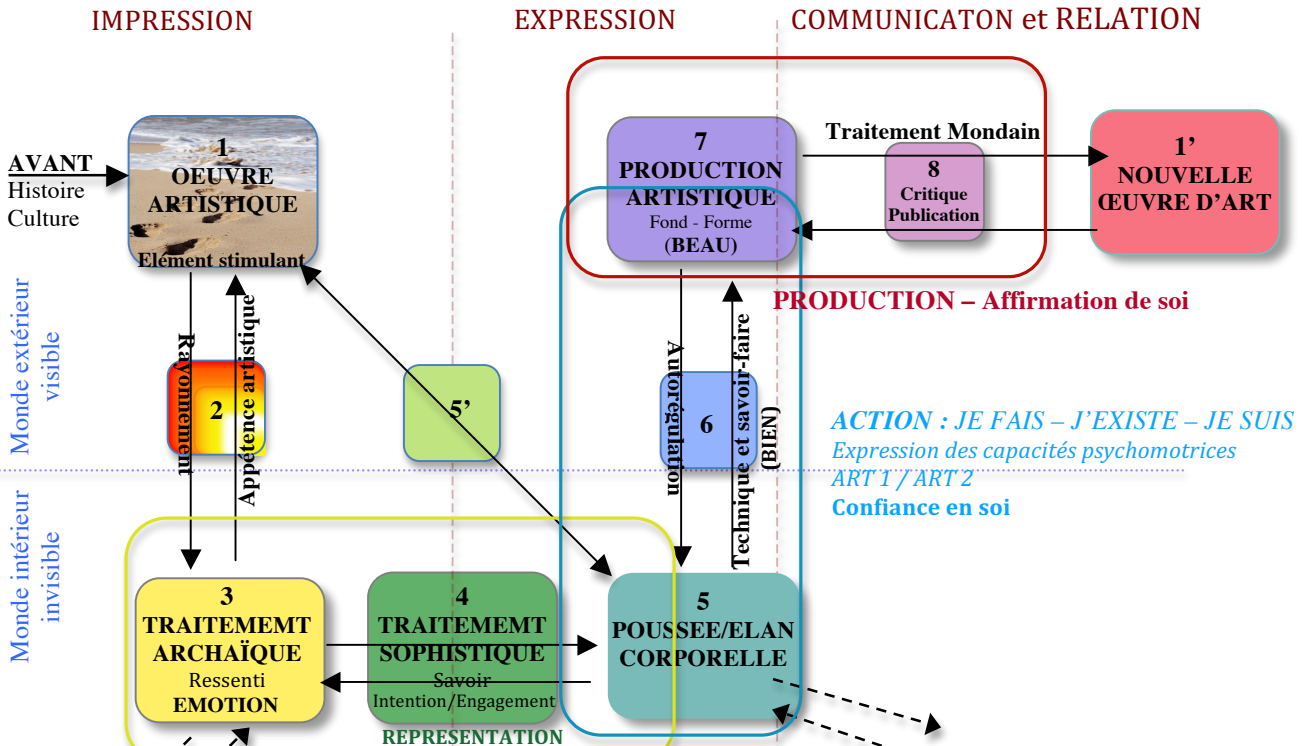 IMPRESSION
EXPRESSION
COMMUNICATON et RELATION
AVANT
Histoire
Culture
1
OEUVRE
ARTISTIQUE
Elément stimulant
7
PRODUCTION
ARTISTIQUE
Fond - Forme
(BEAU)
Traitement Mondain
8
Critique
Publication
1’
NOUVELLE
ŒUVRE D’ART
PRODUCTION – Affirmation de soi
Monde extérieur
visible
Rayonnement
2
Appétence artistique
5’
Autorégulation
6
Technique et savoir-faire
(BIEN)
ACTION : JE FAIS – J’EXISTE – JE SUIS
Expression des capacités psychomotrices
ART 1 / ART 2
Confiance en soi
Monde intérieur
invisible
3
TRAITEMEMT
ARCHAÏQUE
Ressenti
EMOTION
4
TRAITEMEMT
SOPHISTIQUE
Savoir
Intention/Engagement
REPRESENTATION
5
POUSSEE/ELAN
CORPORELLE